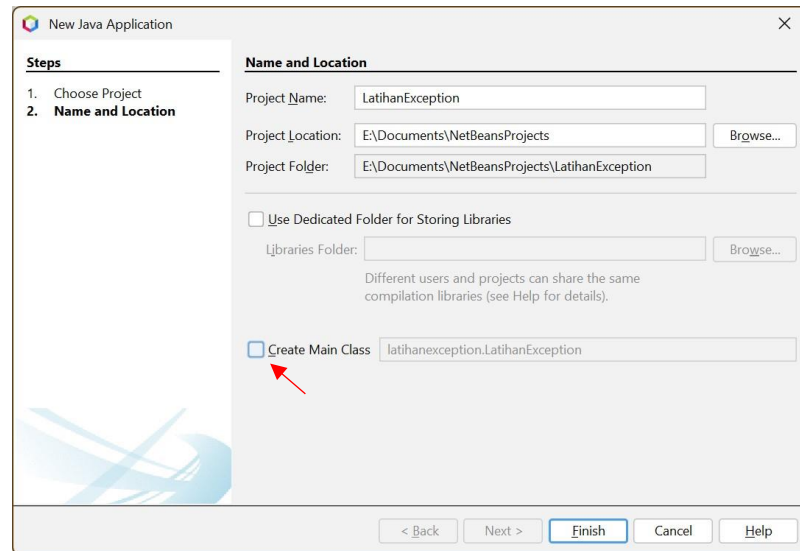 New Java Application
Steps
1. Choose Project
2. Name and Location
Name and Location
Project Name: LatihanException
Project Location: E:\Documents\NetBeansProjects Browse...
Project Folder: E:\Documents\NetBeansProjects\LatihanException
Use Dedicated Folder for Storing Libraries
Libraries Folder: Browse...
Different users and projects can share the same
compilation libraries (see Help for details).
Create Main Class latihanexception.LatihanException
< Back Next > Finish Cancel Help